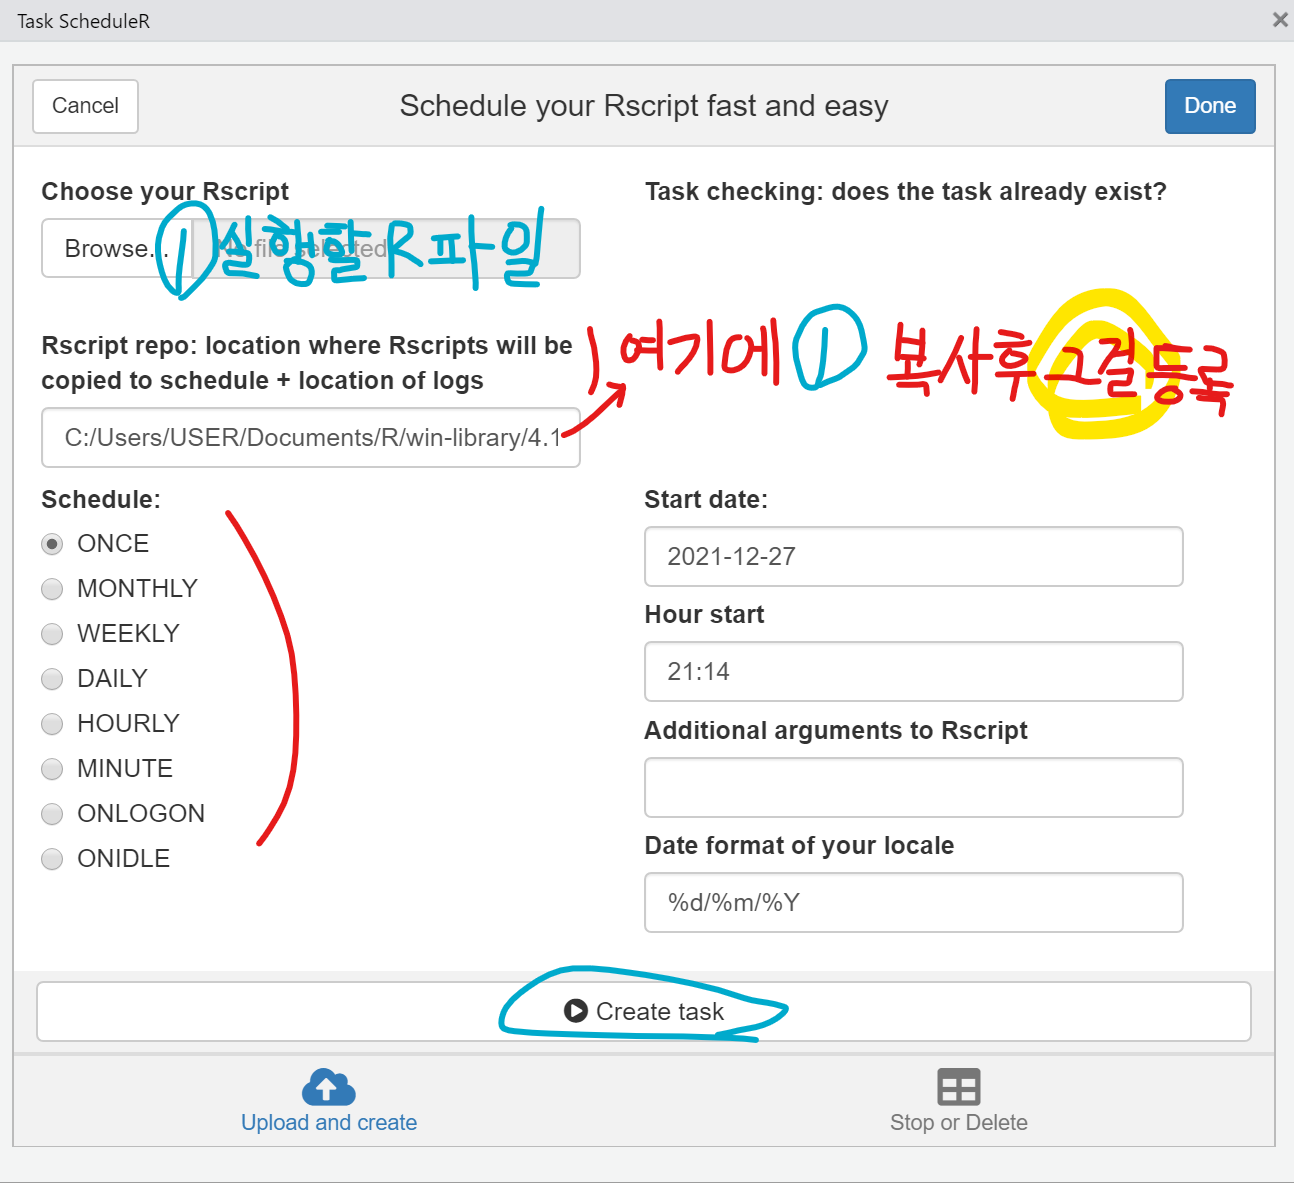 Task ScheduleR
Cancel
Schedule your Rscript fast and easy
Done
Choose your Rscript
Browse...
No file selected
① 실행할 R 파일
Task checking: does the task already exist?
Rscript repo: location where Rscripts will be
copied to schedule + location of logs
C:/Users/USER/Documents/R/win-library/4.1
) 여기에 ① 복사후 그걸 등록
Schedule:
ONCE
MONTHLY
WEEKLY
DAILY
HOURLY
MINUTE
ONLOGON
ONIDLE
Start date:
2021-12-27
Hour start
21:14
Additional arguments to Rscript
Date format of your locale
%d/%m/%Y
Create task
Upload and create
Stop or Delete